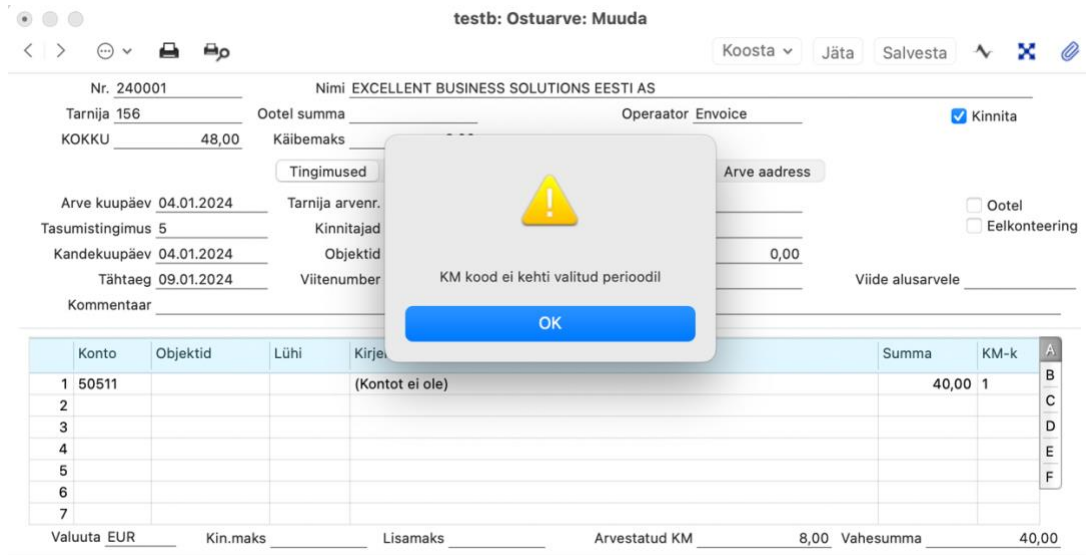 testb: Ostuarve: Muuda
Koosta Jäta Salvesta
Nr. 240001 Nimi EXCELLENT BUSINESS SOLUTIONS EESTI AS
Tarnija 156 Ootel summa Operaator Envoice Kinnita
KOKKU 48,00 Käibemaks
Tingimused Arve aadress
Arve kuupäev 04.01.2024 Tarnija arvenr. Ootel
Tasumistingimus 5 Kinnitajad Eelkonteering
Kandekuupäev 04.01.2024 Objektid 0,00
Tähtaeg 09.01.2024 Viitenumber Viide alusarvele
Kommentaar
KM kood ei kehti valitud perioodil
OK
Konto Objektid Lühi Summa KM-k A
1 50511 (Kontot ei ole) 40,00 1 B
2 C
3 D
4 E
5 F
6
7
Valuuta EUR Kin.maks Lisamaks Arvestatud KM 8,00 Vahesumma 40,00